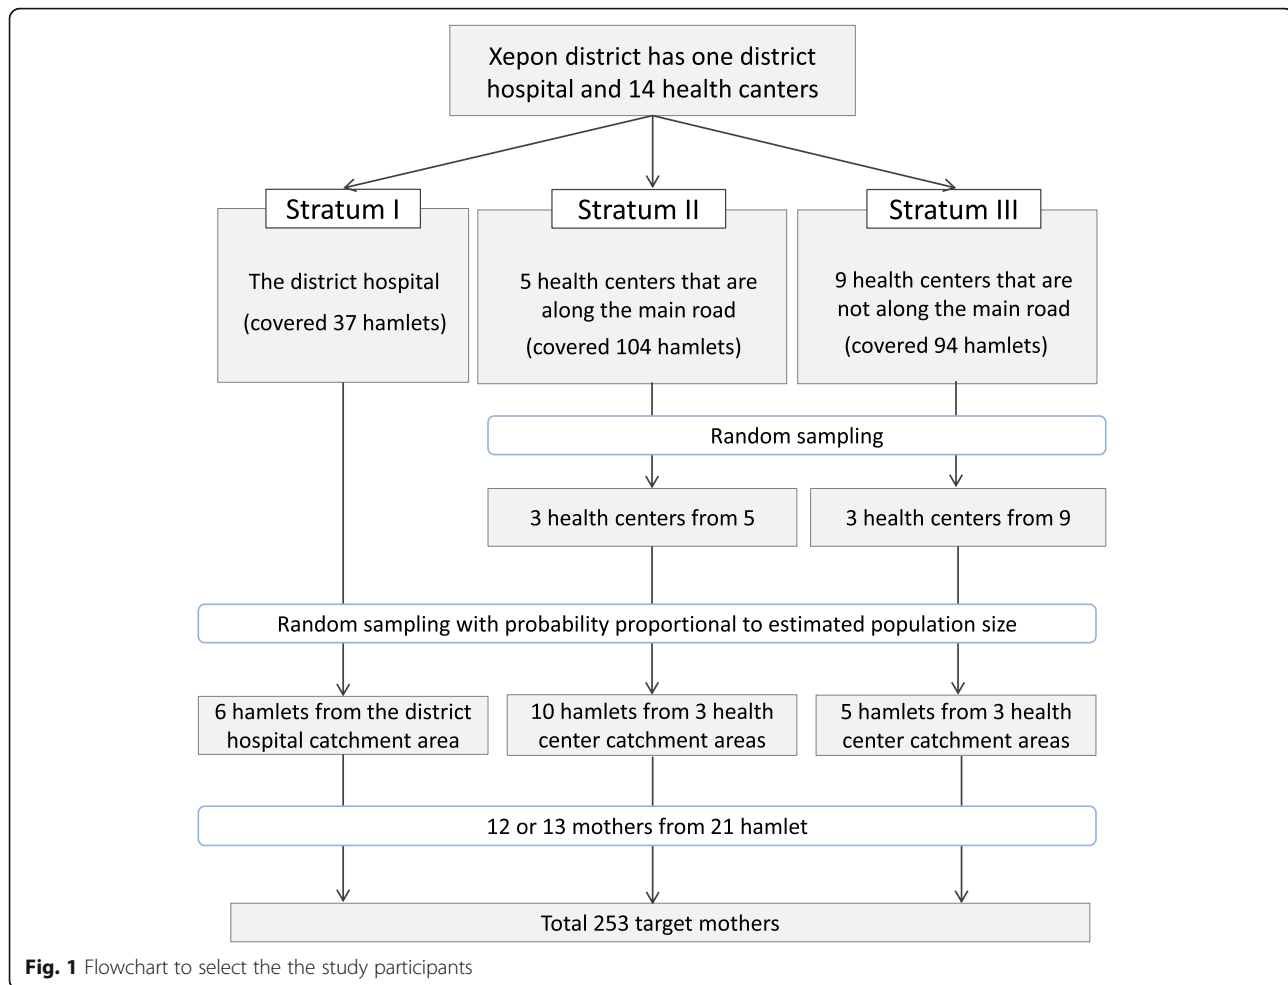 Xepon district has one district
hospital and 14 health canters
Stratum I
The district hospital
(covered 37 hamlets)
Stratum II
5 health centers that are
along the main road
(covered 104 hamlets)
Stratum III
9 health centers that are
not along the main road
(covered 94 hamlets)
Random sampling
3 health centers from 5
3 health centers from 9
Random sampling with probability proportional to estimated population size
6 hamlets from the district
hospital catchment area
10 hamlets from 3 health
center catchment areas
5 hamlets from 3 health
center catchment areas
12 or 13 mothers from 21 hamlet
Total 253 target mothers
Fig. 1 Flowchart to select the the study participants